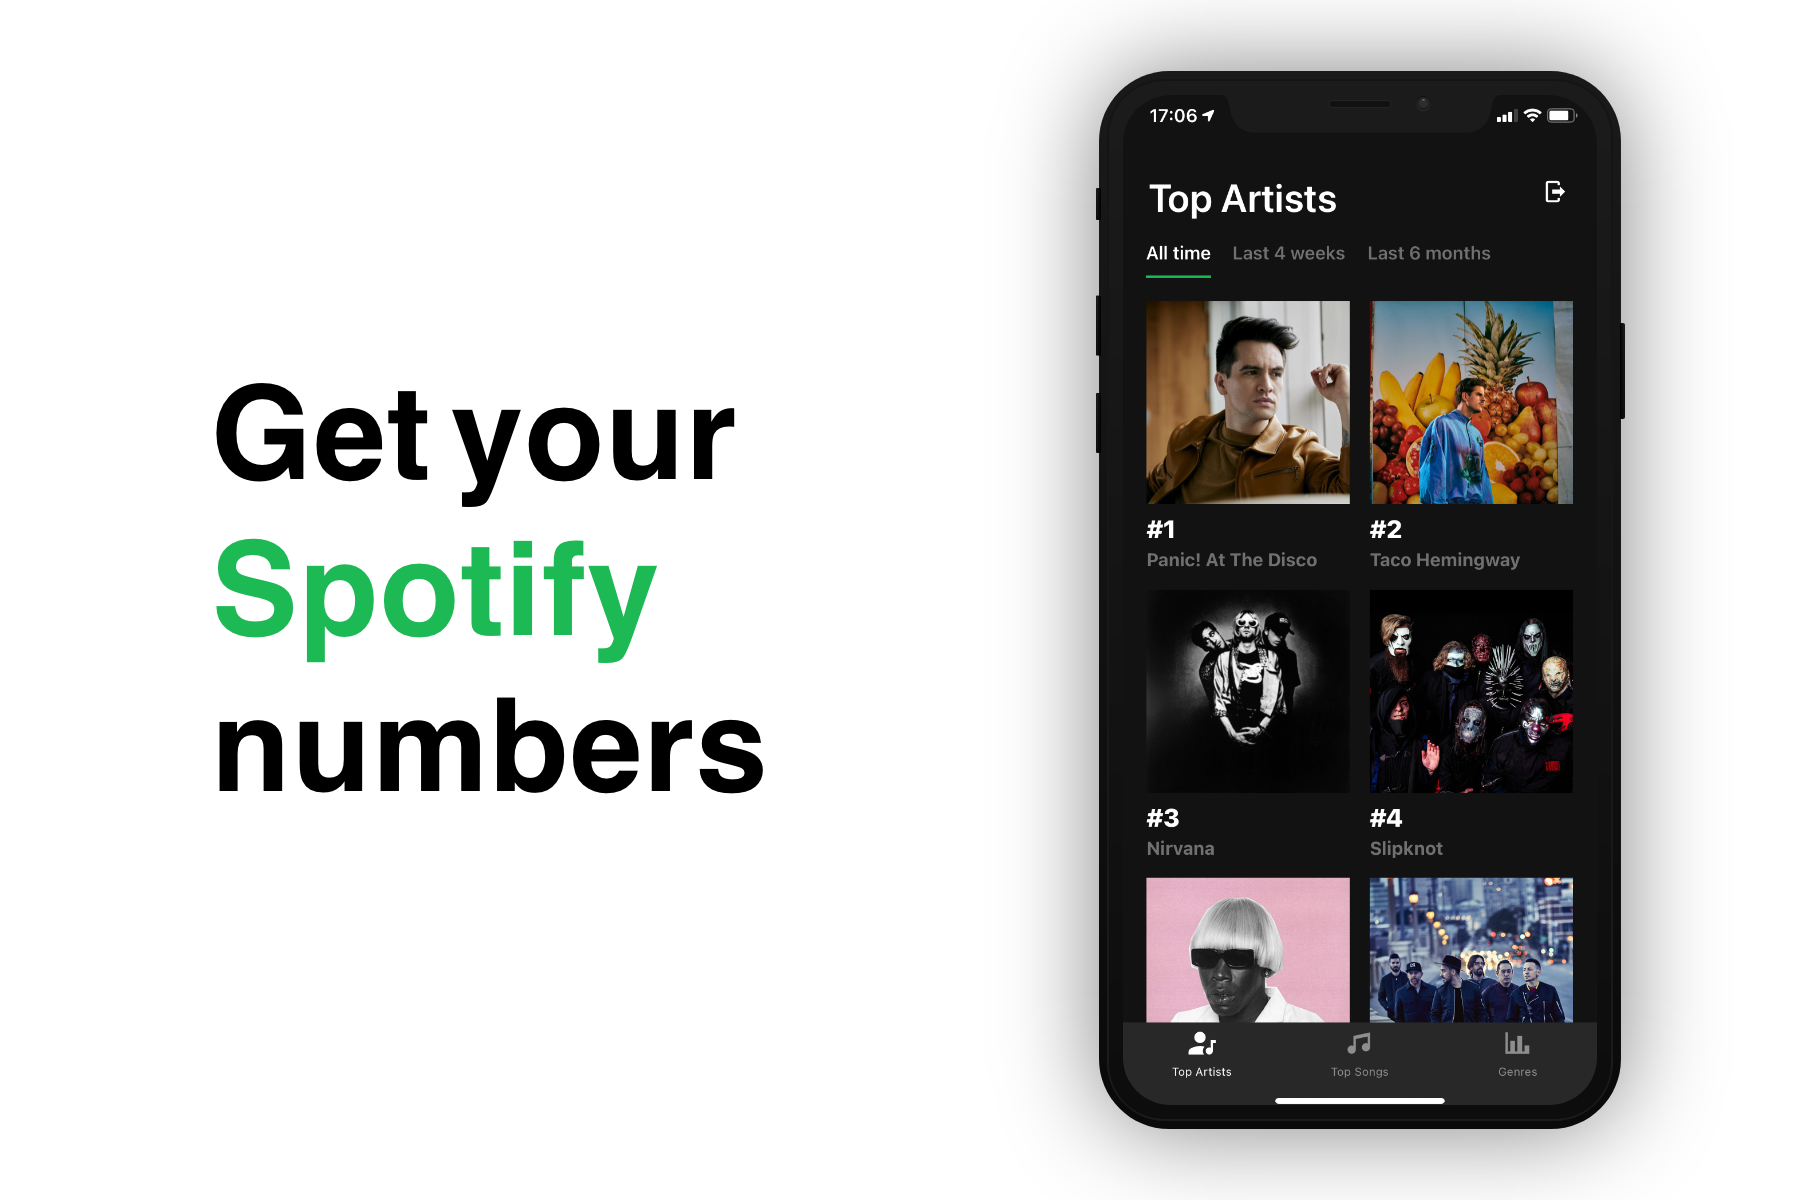 Get your
Spotify
numbers
17:06
Top Artists
All time Last 4 weeks Last 6 months
#1 #2
Panic! At The Disco Taco Hemingway
#3 #4
Nirvana Slipknot
Top Artists Top Songs Genres